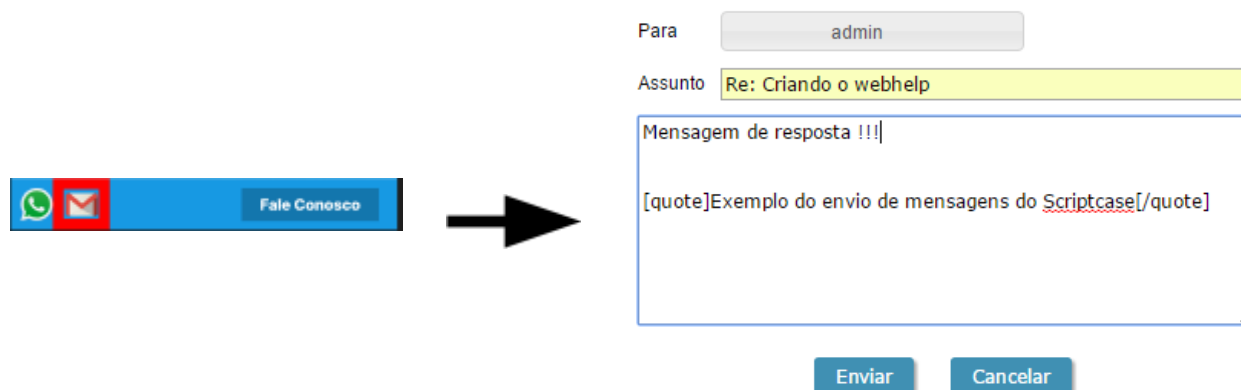 Para
admin
Assunto
Re: Criando o webhelp
Mensagem de resposta !!!
[quote]Exemplo do envio de mensagens do Scriptcase[/quote]
Fale Conosco
Enviar
Cancelar